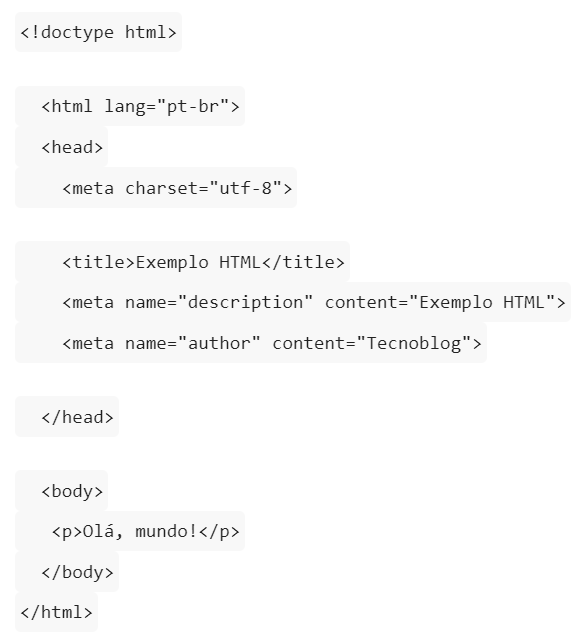 <!doctype html>
<html lang="pt-br">
<head>
<meta charset="utf-8">
<title>Exemplo HTML</title>
<meta name="description" content="Exemplo HTML">
<meta name="author" content="Tecnoblog">
</head>
<body>
<p>Olá, mundo!</p>
</body>
</html>